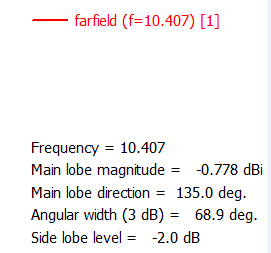 farfield (f=10.407) [1]
Frequency = 10.407
Main lobe magnitude = -0.778 dBi
Main lobe direction = 135.0 deg.
Angular width (3 dB) = 68.9 deg.
Side lobe level = -2.0 dB